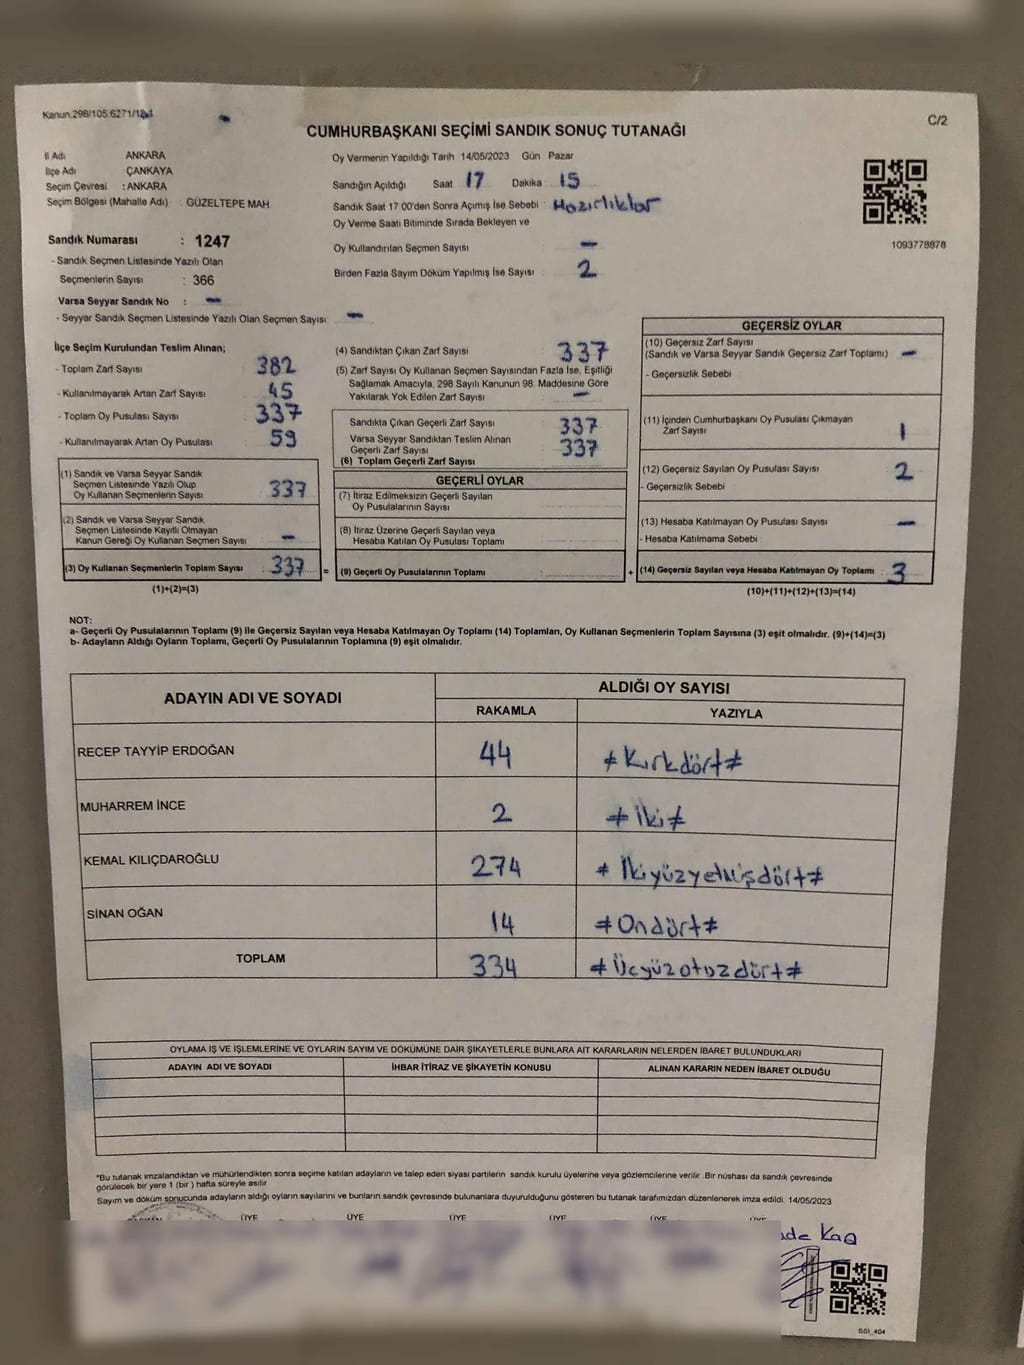 Kanun:298/105;6271/1
C/2
CUMHURBAŞKANI SEÇİMİ SANDIK SONUÇ TUTANAĞI
İl Adı ANKARA
İlçe Adı ÇANKAYA
Seçim Çevresi : ANKARA
Seçim Bölgesi (Mahalle Adı) : GÜZELTEPE MAH.
Sandık Numarası : 1247
- Sandık Seçmen Listesinde Yazılı Olan
Seçmenlerin Sayısı : 366
Varsa Seyyar Sandık No : -
- Seyyar Sandık Seçmen Listesinde Yazılı Olan Seçmen Sayısı -
Oy Vermenin Yapıldığı Tarih 14/05/2023 Gün Pazar
Sandığın Açıldığı Saat 17 Dakika 15
Sandık Saat 17.00'den Sonra Açımış İse Sebebi : Hazırlıklar
Oy Verme Saati Bitiminde Sırada Bekleyen ve
Oy Kullandırılan Seçmen Sayısı -
Birden Fazla Sayım Döküm Yapılmış İse Sayısı : 2
1093778878
İlçe Seçim Kurulundan Teslim Alınan;
- Toplam Zarf Sayısı 382
- Kullanılmayarak Artan Zarf Sayısı 45
- Toplam Oy Pusulası Sayısı 337
- Kullanılmayarak Artan Oy Pusulası 59
(1) Sandık ve Varsa Seyyar Sandık
Seçmen Listesinde Yazılı Olup
Oy Kullanan Seçmenlerin Sayısı : 337
(2) Sandık ve Varsa Seyyar Sandık
Seçmen Listesinde Kayıtlı Olmayan
Kanun Gereği Oy Kullanan Seçmen Sayısı : -
(3) Oy Kullanan Seçmenlerin Toplam Sayısı : 337
(1)+(2)=(3)
=
(4) Sandıktan Çıkan Zarf Sayısı 337
(5) Zarf Sayısı Oy Kullanan Seçmen Sayısından Fazla İse, Eşitliği
Sağlamak Amacıyla, 298 Sayılı Kanunun 98. Maddesine Göre
Yakılarak Yok Edilen Zarf Sayısı : -
Sandıkta Çıkan Geçerli Zarf Sayısı 337
Varsa Seyyar Sandıktan Teslim Alınan
Geçerli Zarf Sayısı 337
(6) Toplam Geçerli Zarf Sayısı
GEÇERLİ OYLAR
(7) İtiraz Edilmeksizin Geçerli Sayılan
Oy Pusulalarının Sayısı
(8) İtiraz Üzerine Geçerli Sayılan veya
Hesaba Katılan Oy Pusulası Toplamı
(9) Geçerli Oy Pusulalarının Toplamı
+
GEÇERSİZ OYLAR
(10) Geçersiz Zarf Sayısı
(Sandık ve Varsa Seyyar Sandık Geçersiz Zarf Toplamı) -
- Geçersizlik Sebebi
(11) İçinden Cumhurbaşkanı Oy Pusulası Çıkmayan
Zarf Sayısı 1
(12) Geçersiz Sayılan Oy Pusulası Sayısı 2
- Geçersizlik Sebebi
(13) Hesaba Katılmayan Oy Pusulası Sayısı -
- Hesaba Katılmama Sebebi
(14) Geçersiz Sayılan veya Hesaba Katılmayan Oy Toplamı : 3
(10)+(11)+(12)+(13)=(14)
NOT:
a- Geçerli Oy Pusulalarının Toplamı (9) ile Geçersiz Sayılan veya Hesaba Katılmayan Oy Toplamı (14) Toplamları, Oy Kullanan Seçmenlerin Toplam Sayısına (3) eşit olmalıdır. (9)+(14)=(3)
b- Adayların Aldığı Oyların Toplamı, Geçerli Oy Pusulalarının Toplamına (9) eşit olmalıdır.
ADAYIN ADI VE SOYADI ALDIĞI OY SAYISI
RAKAMLA YAZIYLA
RECEP TAYYİP ERDOĞAN 44 ≠Kırkdört≠
MUHARREM İNCE 2 ≠İki≠
KEMAL KILIÇDAROĞLU 274 ≠İkiyüzyetmişdört≠
SİNAN OĞAN 14 ≠Ondört≠
TOPLAM 334 ≠Üçyüzotuzdört≠
OYLAMA İŞ VE İŞLEMLERİNE VE OYLARIN SAYIM VE DÖKÜMÜNE DAİR ŞİKAYETLERLE BUNLARA AİT KARARLARIN NELERDEN İBARET BULUNDUKLARI
ADAYIN ADI VE SOYADI İHBAR İTİRAZ VE ŞİKAYETİN KONUSU ALINAN KARARIN NEDEN İBARET OLDUĞU
*Bu tutanak imzalandıktan ve mühürlendikten sonra seçime katılan adayların ve talep eden siyasi partilerin sandık kurulu üyelerine veya gözlemcilerine verilir .Bir nüshası da sandık çevresinde
görülecek bir yere 1 (bir ) hafta süreyle asılır
Sayım ve döküm sonucunda adayların aldığı oyların sayılarını ve bunların sandık çevresinde bulunanlara duyurulduğunu gösteren bu tutanak tarafımızdan düzenlenerek imza edildi. 14/05/2023
ÜYE ÜYE ÜYE ÜYE ÜYE ÜYE
SSI_404